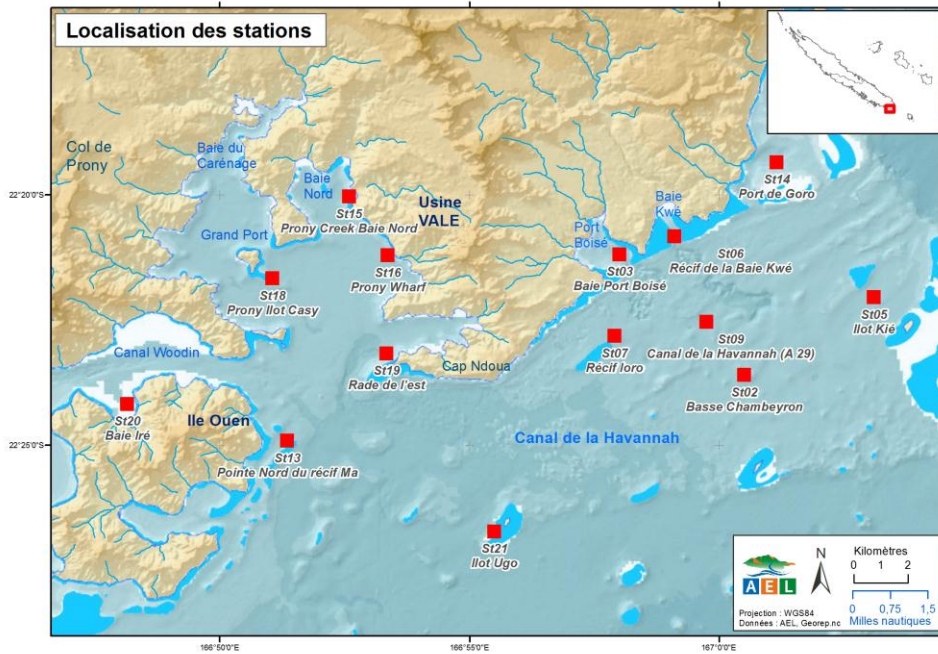 Localisation des stations
Col de
Prony
Baie du
Carénage
Baie
Nord
22°20'0"S
St15
Prony Creek Baie Nord
Usine
VALE
St14
Port de Goro
Baie
Kwé
Grand Port
Port
Boisé
St16
Prony Wharf
St03
Baie Port Boisé
St06
Récif de la Baie Kwé
St18
Prony Ilot Casy
St05
Ilot Kié
Canal Woodin
St19
Rade de l'est
Cap Ndoua
St07
Récif Ioro
St09
Canal de la Havannah (A 29)
St02
Basse Chambeyron
St20
Baie Iré
Ile Ouen
22°25'0"S
St13
Pointe Nord du récif Ma
Canal de la Havannah
St21
Ilot Ugo
AEL
N
Kilomètres
0 1 2
0 0,75 1,5
Milles nautiques
Projection : WGS84
Données : AEL, Georep.nc
166°50'0"E
166°55'0"E
167°0'0"E